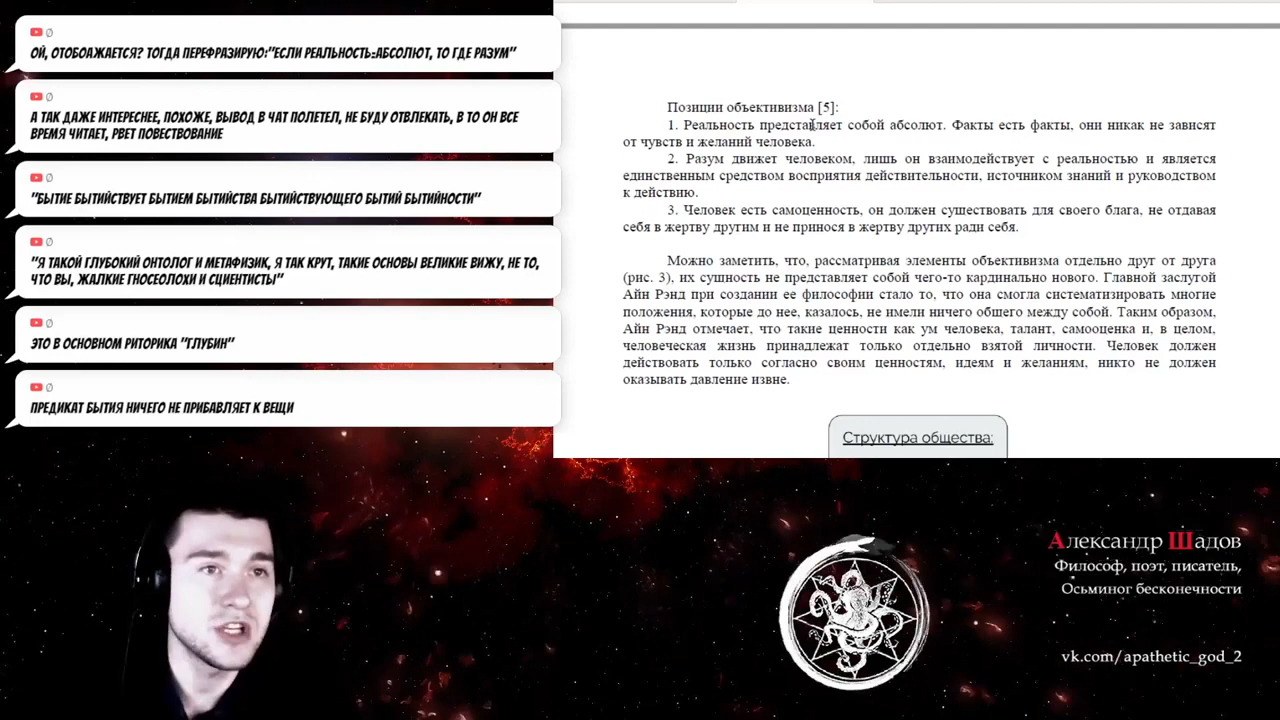 Ø
ОЙ, ОТОБОАЖАЕТСЯ? ТОГДА ПЕРЕФРАЗИРУЮ:"ЕСЛИ РЕАЛЬНОСТЬ=АБСОЛЮТ, ТО ГДЕ РАЗУМ"
Ø
А ТАК ДАЖЕ ИНТЕРЕСНЕЕ, ПОХОЖЕ, ВЫВОД В ЧАТ ПОЛЕТЕЛ, НЕ БУДУ ОТВЛЕКАТЬ, В ТО ОН ВСЕ
ВРЕМЯ ЧИТАЕТ, РВЕТ ПОВЕСТВОВАНИЕ
Ø
"БЫТИЕ БЫТИЙСТВУЕТ БЫТИЕМ БЫТИЙСТВА БЫТИЙСТВУЮЩЕГО БЫТИЙ БЫТИЙНОСТИ"
Ø
"Я ТАКОЙ ГЛУБОКИЙ ОНТОЛОГ И МЕТАФИЗИК, Я ТАК КРУТ, ТАКИЕ ОСНОВЫ ВЕЛИКИЕ ВИЖУ, НЕ ТО,
ЧТО ВЫ, ЖАЛКИЕ ГНОСЕОЛОХИ И СЦИЕНТИСТЫ"
Ø
ЭТО В ОСНОВНОМ РИТОРИКА "ГЛУБИН"
Ø
ПРЕДИКАТ БЫТИЯ НИЧЕГО НЕ ПРИБАВЛЯЕТ К ВЕЩИ
Позиции объективизма [5]:
1. Реальность представляет собой абсолют. Факты есть факты, они никак не зависят
от чувств и желаний человека.
2. Разум движет человеком, лишь он взаимодействует с реальностью и является
единственным средством восприятия действительности, источником знаний и руководством
к действию.
3. Человек есть самоценность, он должен существовать для своего блага, не отдавая
себя в жертву другим и не принося в жертву других ради себя.
Можно заметить, что, рассматривая элементы объективизма отдельно друг от друга
(рис. 3), их сущность не представляет собой чего-то кардинально нового. Главной заслугой
Айн Рэнд при создании ее философии стало то, что она смогла систематизировать многие
положения, которые до нее, казалось, не имели ничего общего между собой. Таким образом,
Айн Рэнд отмечает, что такие ценности как ум человека, талант, самооценка и, в целом,
человеческая жизнь принадлежат только отдельно взятой личности. Человек должен
действовать только согласно своим ценностям, идеям и желаниям, никто не должен
оказывать давление извне.
Структура общества:
Александр Шадов
Философ, поэт, писатель,
Осьминог бесконечности
vk.com/apathetic_god_2